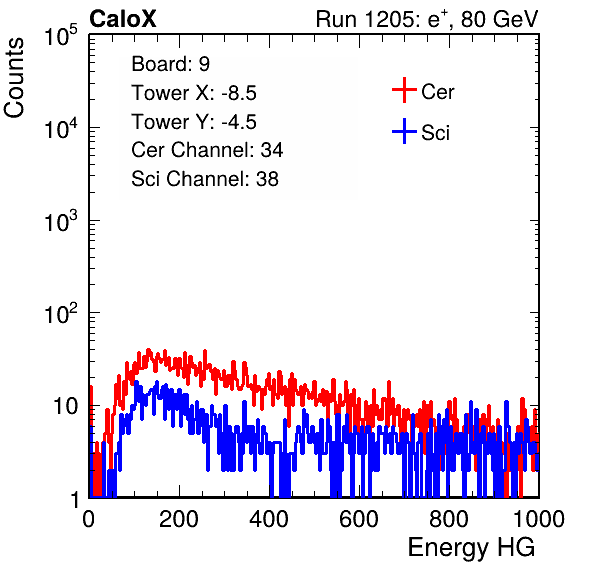 CaloX Run 1205: e⁺, 80 GeV
Counts
10⁵
Board: 9
Tower X: -8.5
Tower Y: -4.5
Cer Channel: 34
Sci Channel: 38
Cer
Sci
10⁴
10³
10²
10
1
0 200 400 600 800 1000
Energy HG